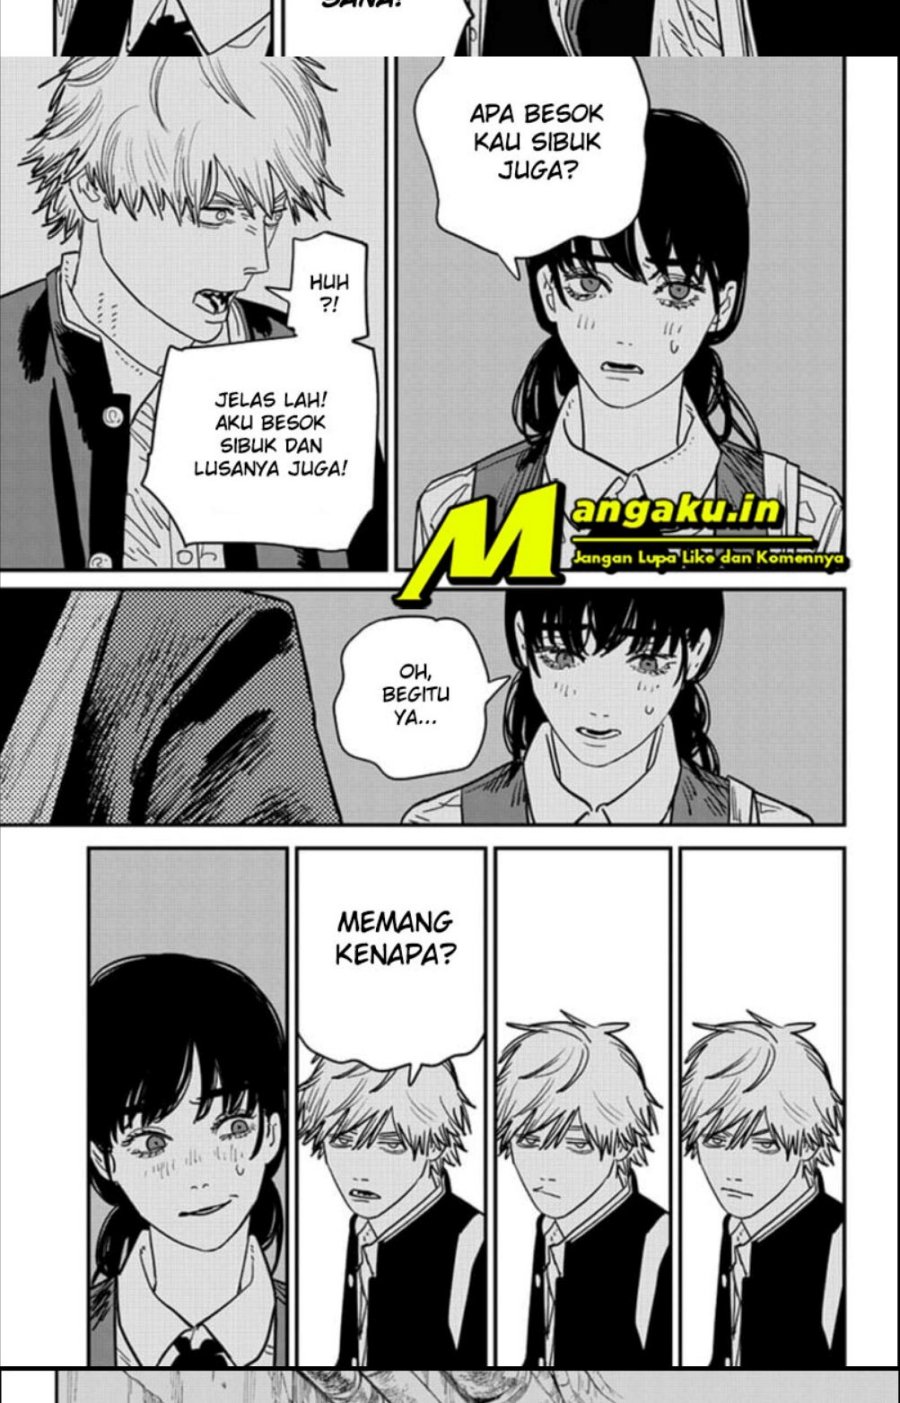 SANA!
APA BESOK
KAU SIBUK
JUGA?
HUH
?!
JELAS LAH!
AKU BESOK
SIBUK DAN
LUSANYA JUGA!
Mangaku.in
Jangan Lupa Like dan Komennya
OH,
BEGITU
YA...
MEMANG
KENAPA?